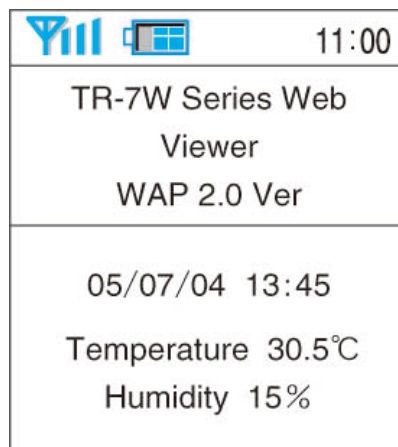 11:00
TR-7W Series Web
Viewer
WAP 2.0 Ver
05/07/04 13:45
Temperature 30.5℃
Humidity 15%